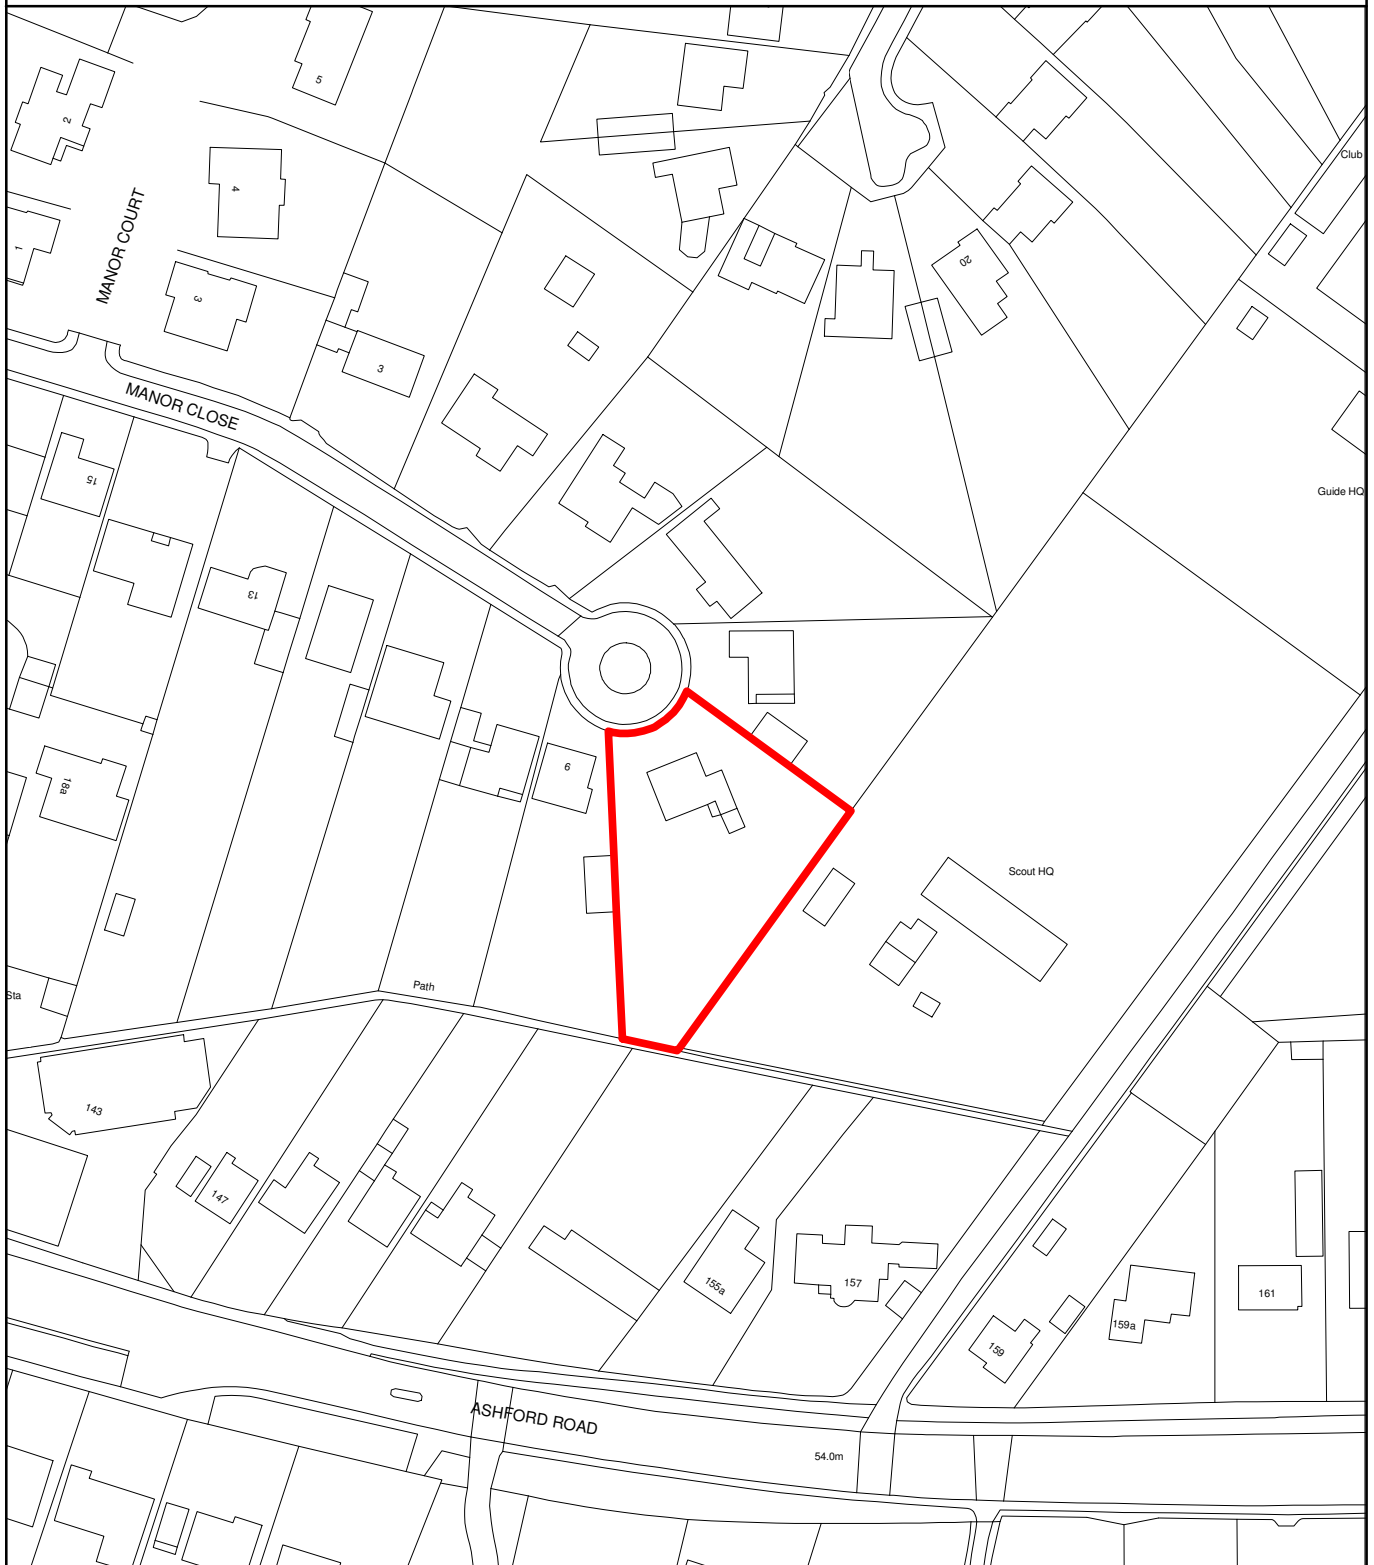 5
2
Club
4
MANOR COURT
1
20
3
3
MANOR CLOSE
15
Guide HQ
13
6
18a
Scout HQ
Path
Sta
143
147
155a
157
161
159a
159
ASHFORD ROAD
54.0m